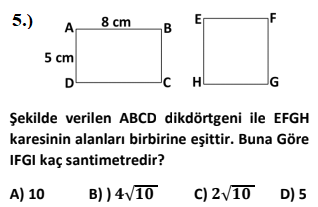 5.)
A 8 cm B
5 cm
D C
E F
H G
Şekilde verilen ABCD dikdörtgeni ile EFGH
karesinin alanları birbirine eşittir. Buna Göre
IFGI kaç santimetredir?
A) 10 B) ) 4√10 C) 2√10 D) 5